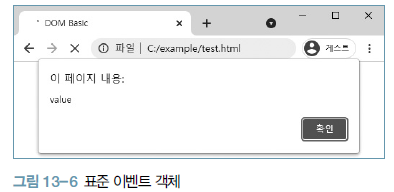 DOM Basic
파일 | C:/example/test.html
게스트
이 페이지 내용:
value
확인
그림 13-6 표준 이벤트 객체